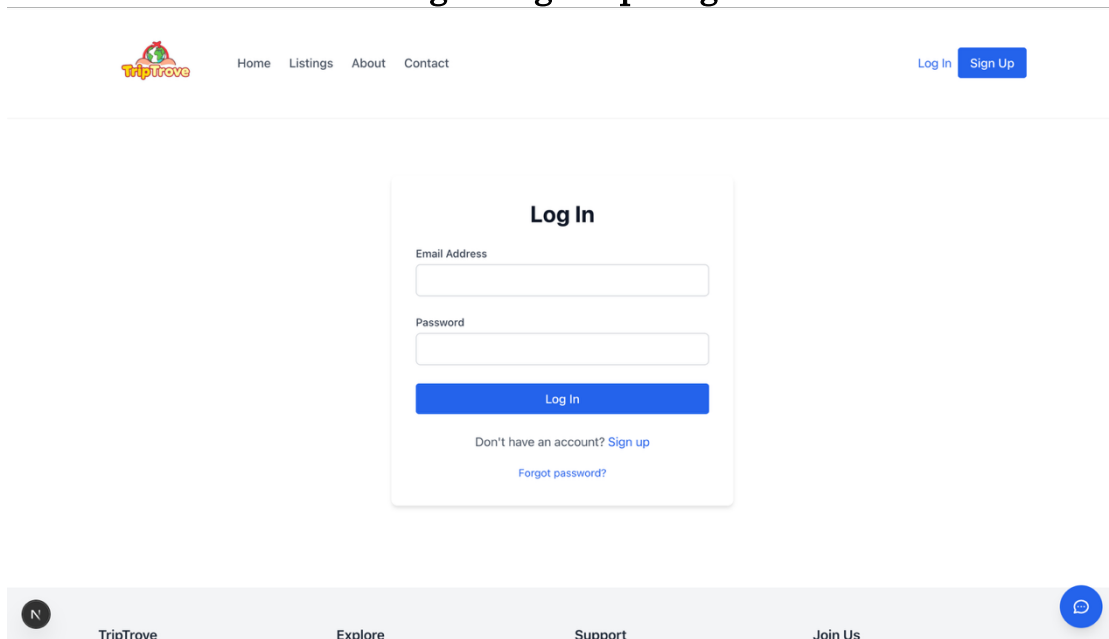 TripTrove
Home Listings About Contact
Log In Sign Up
Log In
Email Address
Password
Log In
Don't have an account? Sign up
Forgot password?
N
TripTrove Explore Support Join Us